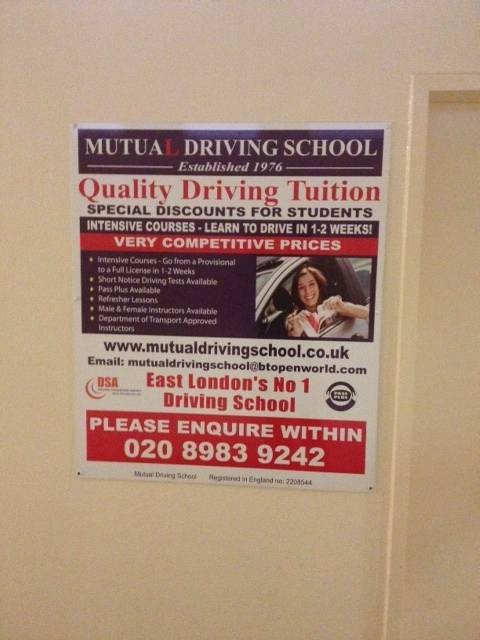 MUTUAL DRIVING SCHOOL
Established 1976
Quality Driving Tuition
SPECIAL DISCOUNTS FOR STUDENTS
INTENSIVE COURSES - LEARN TO DRIVE IN 1-2 WEEKS!
VERY COMPETITIVE PRICES
Intensive Courses - Go from a Provisional
to a Full License in 1-2 Weeks
Short Notice Driving Tests Available
Pass Plus Available
Refresher Lessons
Male & Female Instructors Available
Department of Transport Approved
Instructors
www.mutualdrivingschool.co.uk
Email: mutualdrivingschool@btopenworld.com
DSA
East London's No 1
Driving School
PASS
PLUS
PLEASE ENQUIRE WITHIN
020 8983 9242
Mutual Driving School Registered in England no: 2208544